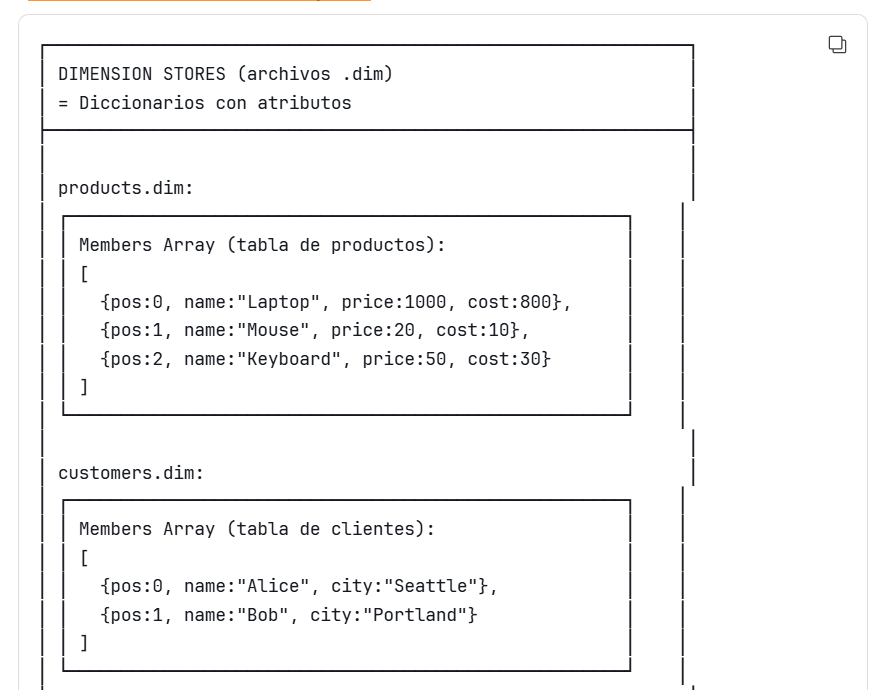 DIMENSION STORES (archivos .dim)
= Diccionarios con atributos
products.dim:
Members Array (tabla de productos):
[
{pos:0, name:"Laptop", price:1000, cost:800},
{pos:1, name:"Mouse", price:20, cost:10},
{pos:2, name:"Keyboard", price:50, cost:30}
]
customers.dim:
Members Array (tabla de clientes):
[
{pos:0, name:"Alice", city:"Seattle"},
{pos:1, name:"Bob", city:"Portland"}
]